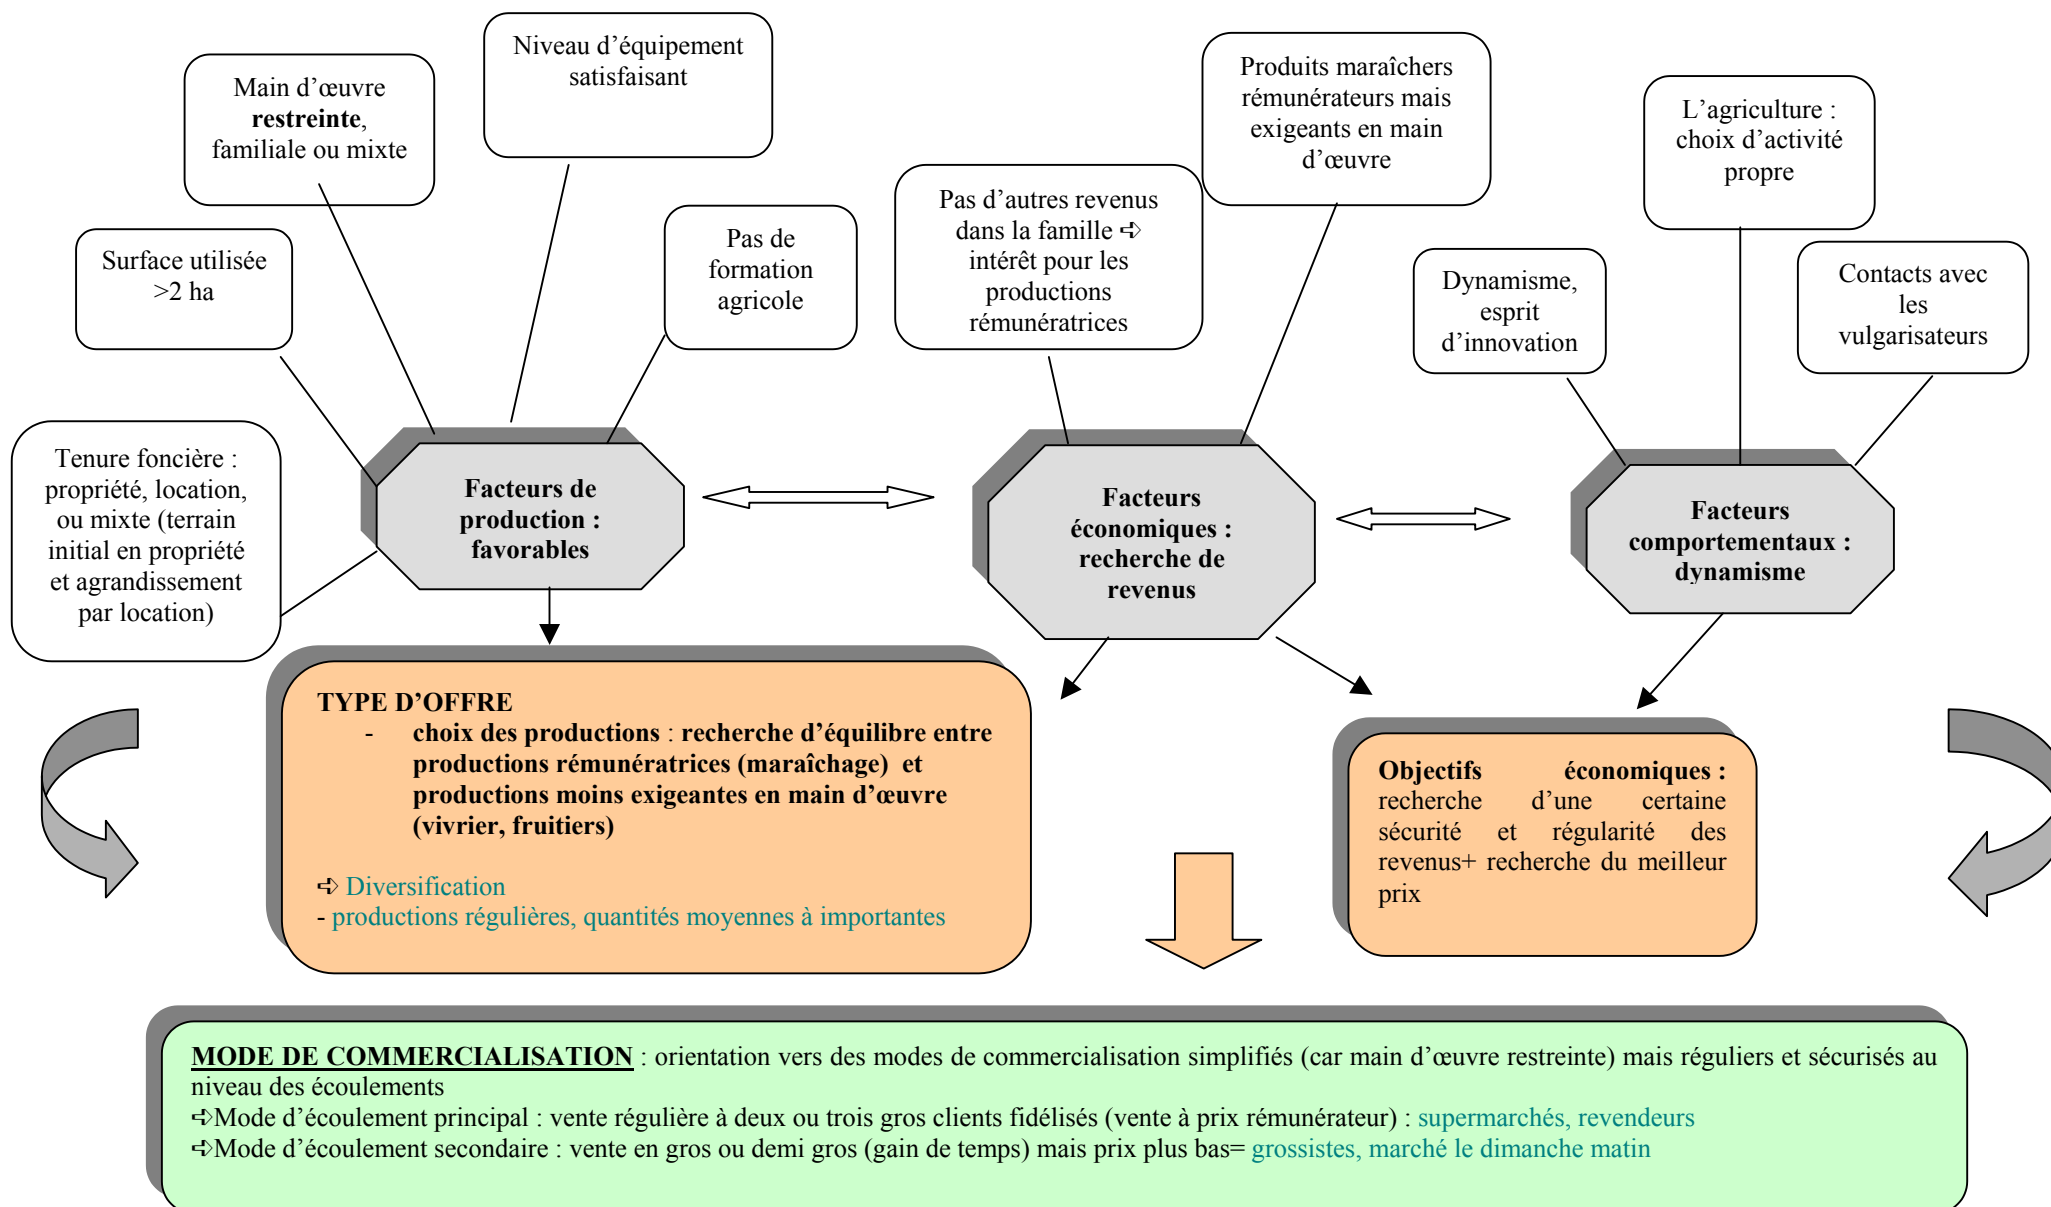 Niveau d’équipement
satisfaisant
Main d’œuvre
restreinte,
familiale ou mixte
Produits maraîchers
rémunérateurs mais
exigeants en main
d’œuvre
L’agriculture :
choix d’activité
propre
Surface utilisée
>2 ha
Pas de
formation
agricole
Pas d’autres revenus
dans la famille ➪
intérêt pour les
productions
rémunératrices
Dynamisme,
esprit
d’innovation
Contacts avec
les
vulgarisateurs
Tenure foncière :
propriété, location,
ou mixte (terrain
initial en propriété
et agrandissement
par location)
Facteurs de
production :
favorables
Facteurs
économiques :
recherche de
revenus
Facteurs
comportementaux :
dynamisme
TYPE D’OFFRE
- choix des productions : recherche d’équilibre entre
productions rémunératrices (maraîchage) et
productions moins exigeantes en main d’œuvre
(vivrier, fruitiers)
➪ Diversification
- productions régulières, quantités moyennes à importantes
Objectifs économiques :
recherche d’une certaine
sécurité et régularité des
revenus+ recherche du meilleur
prix
MODE DE COMMERCIALISATION : orientation vers des modes de commercialisation simplifiés (car main d’œuvre restreinte) mais réguliers et sécurisés au
niveau des écoulements
➪Mode d’écoulement principal : vente régulière à deux ou trois gros clients fidélisés (vente à prix rémunérateur) : supermarchés, revendeurs
➪Mode d’écoulement secondaire : vente en gros ou demi gros (gain de temps) mais prix plus bas= grossistes, marché le dimanche matin